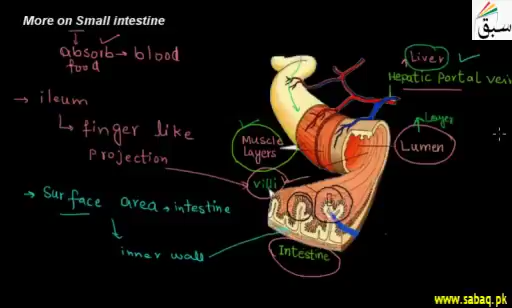 More on Small intestine
سبق
absorb → blood
food
→ ileum
↳ finger like
projection
→ Surface area → intestine
inner wall
Liver
Hepatic Portal vein
Layer
Muscle
Layers
Lumen
villi
Intestine
www.sabaq.pk